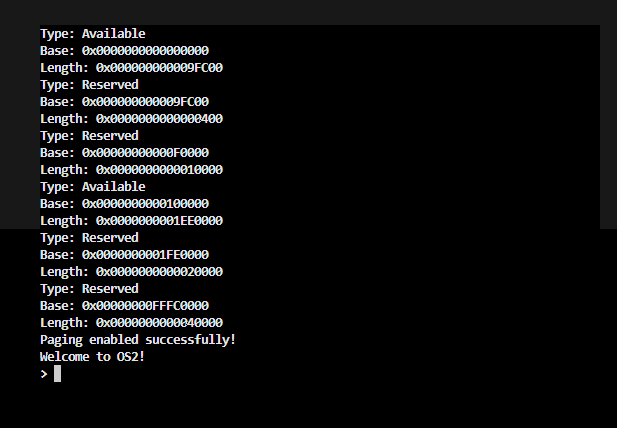 Type: Available
Base: 0x0000000000000000
Length: 0x000000000009FC00
Type: Reserved
Base: 0x000000000009FC00
Length: 0x0000000000000400
Type: Reserved
Base: 0x00000000000F0000
Length: 0x0000000000010000
Type: Available
Base: 0x0000000000100000
Length: 0x0000000001EE0000
Type: Reserved
Base: 0x0000000001FE0000
Length: 0x0000000000020000
Type: Reserved
Base: 0x00000000FFFC0000
Length: 0x0000000000040000
Paging enabled successfully!
Welcome to OS2!
>